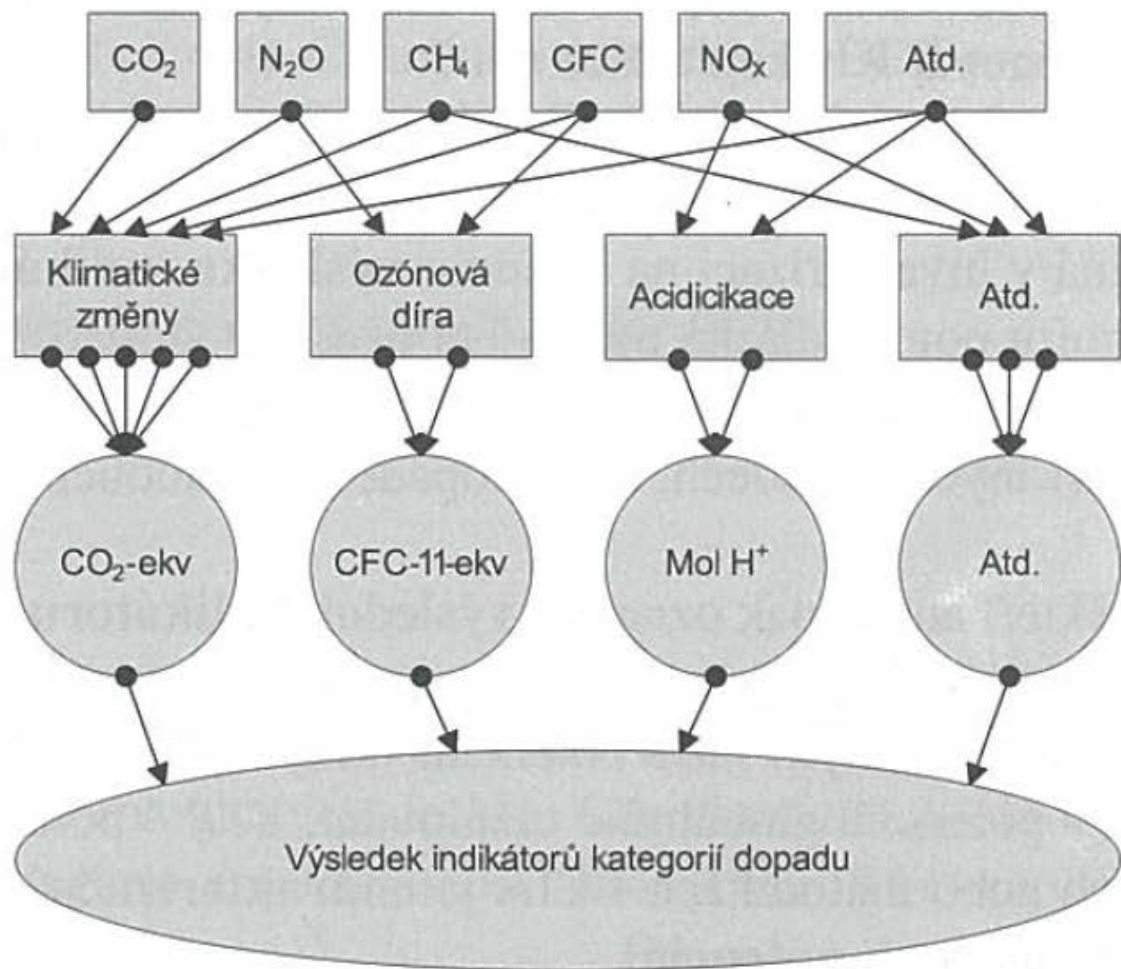 CO₂ N₂O CH₄ CFC NOₓ Atd.
Klimatické změny
Ozónová díra
Acidicikace
Atd.
CO₂-ekv CFC-11-ekv Mol H⁺ Atd.
Výsledek indikátorů kategorií dopadu